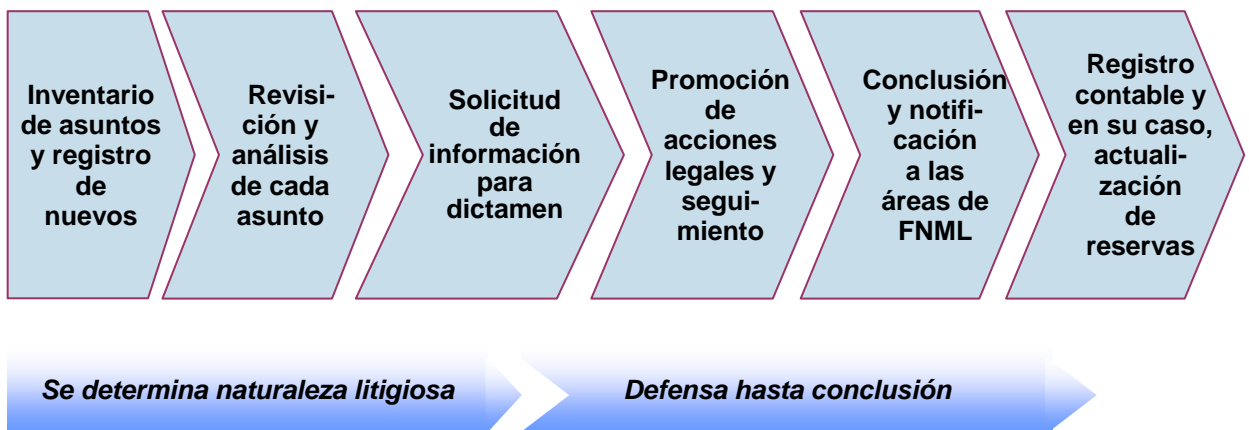 Inventario
de asuntos
y registro
de
nuevos
Revisi-
ción y
análisis
de cada
asunto
Solicitud
de
información
para
dictamen
Promoción
de
acciones
legales y
segui-
miento
Conclusión
y notifi-
cación
a las
áreas de
FNML
Registro
contable y
en su caso,
actuali-
zación
de
reservas
Se determina naturaleza litigiosa
Defensa hasta conclusión